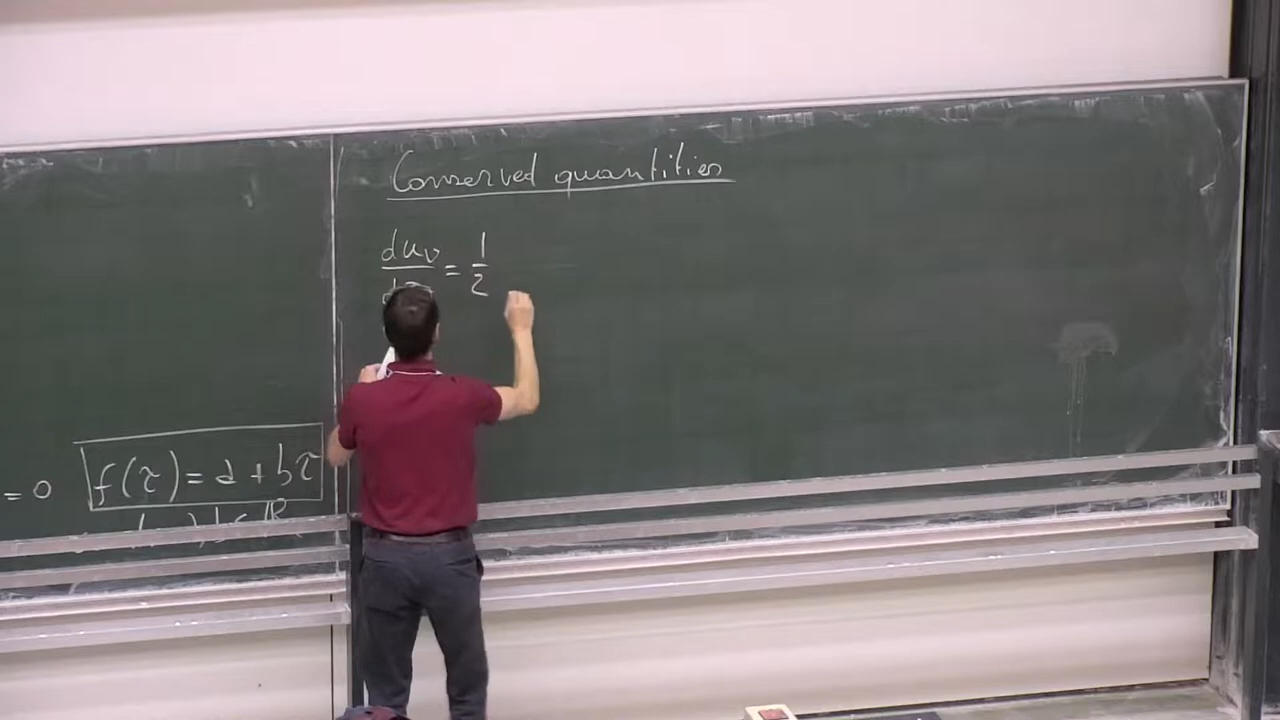 Conserved quantities
du_ν/dτ = 1/2
= 0 f(τ) = a + bτ